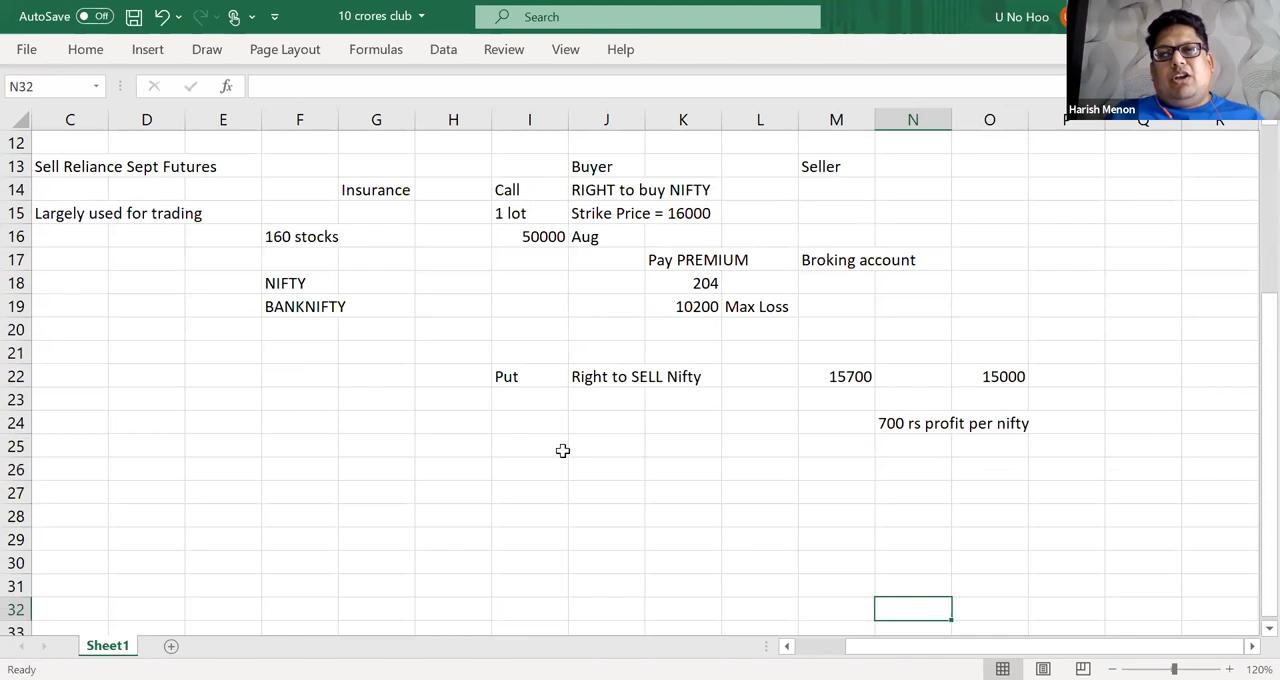 AutoSave Off 10 crores club Search U No Hoo
File Home Insert Draw Page Layout Formulas Data Review View Help
N32 fx
Harish Menon
C D E F G H I J K L M N O
12
13 Sell Reliance Sept Futures Buyer Seller
14 Insurance Call RIGHT to buy NIFTY
15 Largely used for trading 1 lot Strike Price = 16000
16 160 stocks 50000 Aug
17 Pay PREMIUM Broking account
18 NIFTY 204
19 BANKNIFTY 10200 Max Loss
20
21
22 Put Right to SELL Nifty 15700 15000
23
24 700 rs profit per nifty
25
26
27
28
29
30
31
32
33
Sheet1
Ready 120%